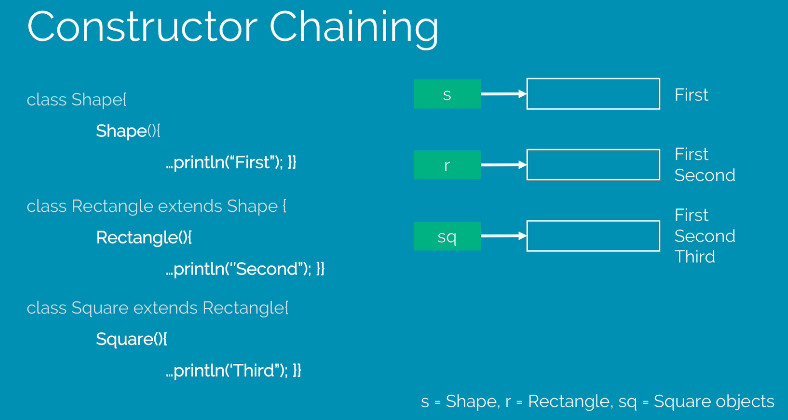 Constructor Chaining
class Shape{
Shape(){
...println(“First”); }}
class Rectangle extends Shape {
Rectangle(){
...println(‘’Second”); }}
class Square extends Rectangle{
Square(){
...println(‘Third”); }}
s
First
r
First
Second
sq
First
Second
Third
s = Shape, r = Rectangle, sq = Square objects